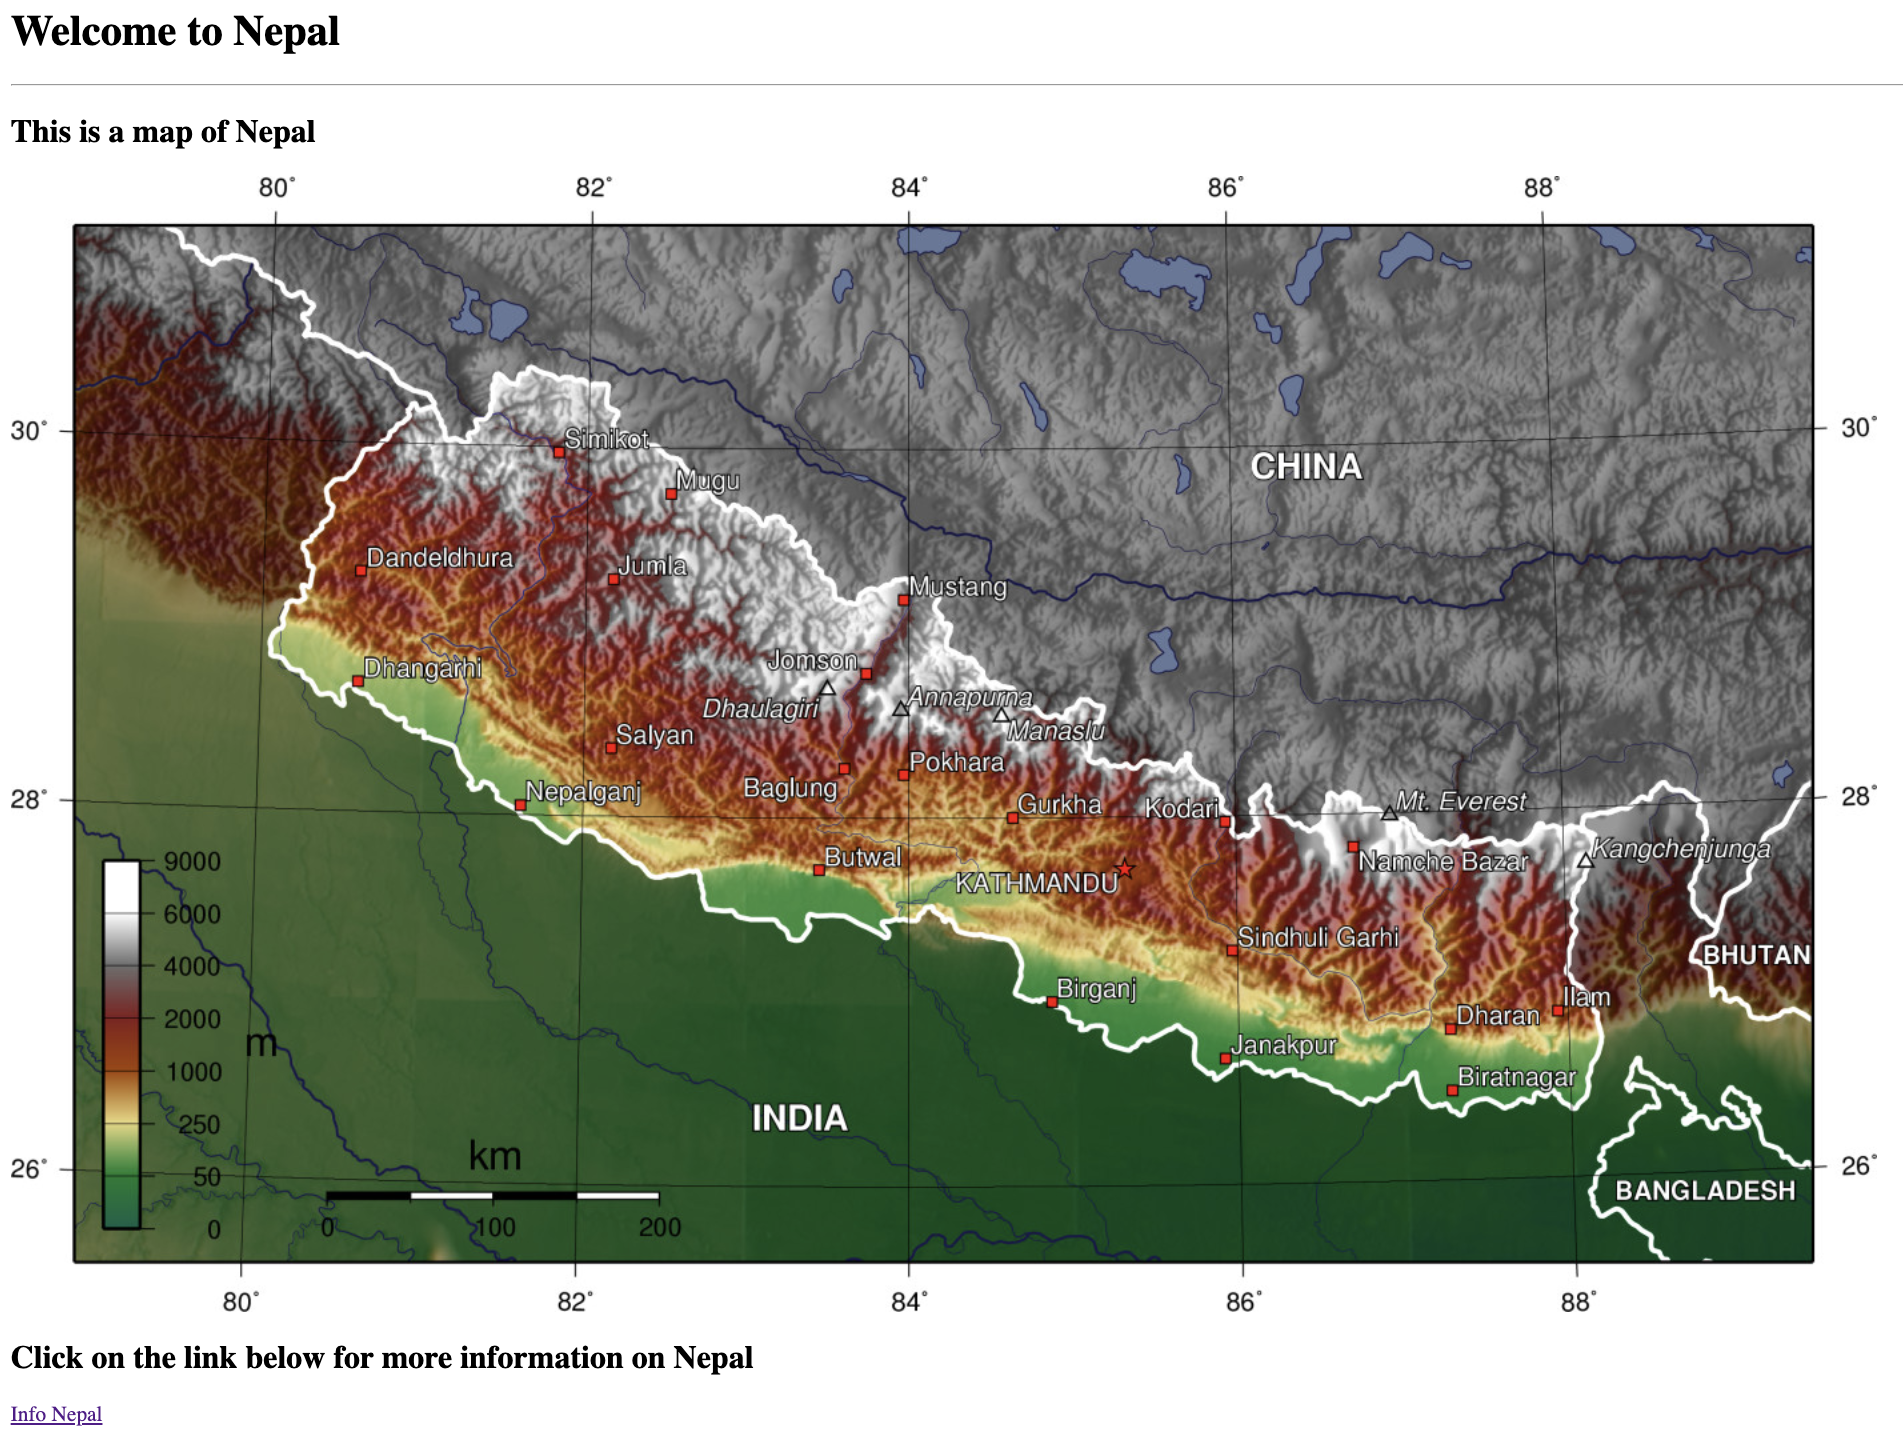 Welcome to Nepal
This is a map of Nepal
80°
82°
84°
86°
88°
30°
30°
Simikot
CHINA
Mugu
Dandeldhura
Jumla
Mustang
Jomson
Dhangarhi
Annapurna
Dhaulagiri
Manaslu
Salyan
Pokhara
Baglung
Nepalganj
28°
28°
Gurkha
Kodari
Mt. Everest
Kangchenjunga
Butwal
Namche Bazar
KATHMANDU
9000
6000
4000
2000
1000
250
50
0
m
Sindhuli Garhi
BHUTAN
Birganj
Ilam
Dharan
Janakpur
Biratnagar
INDIA
km
0
100
200
26°
26°
BANGLADESH
80°
82°
84°
86°
88°
Click on the link below for more information on Nepal
Info Nepal